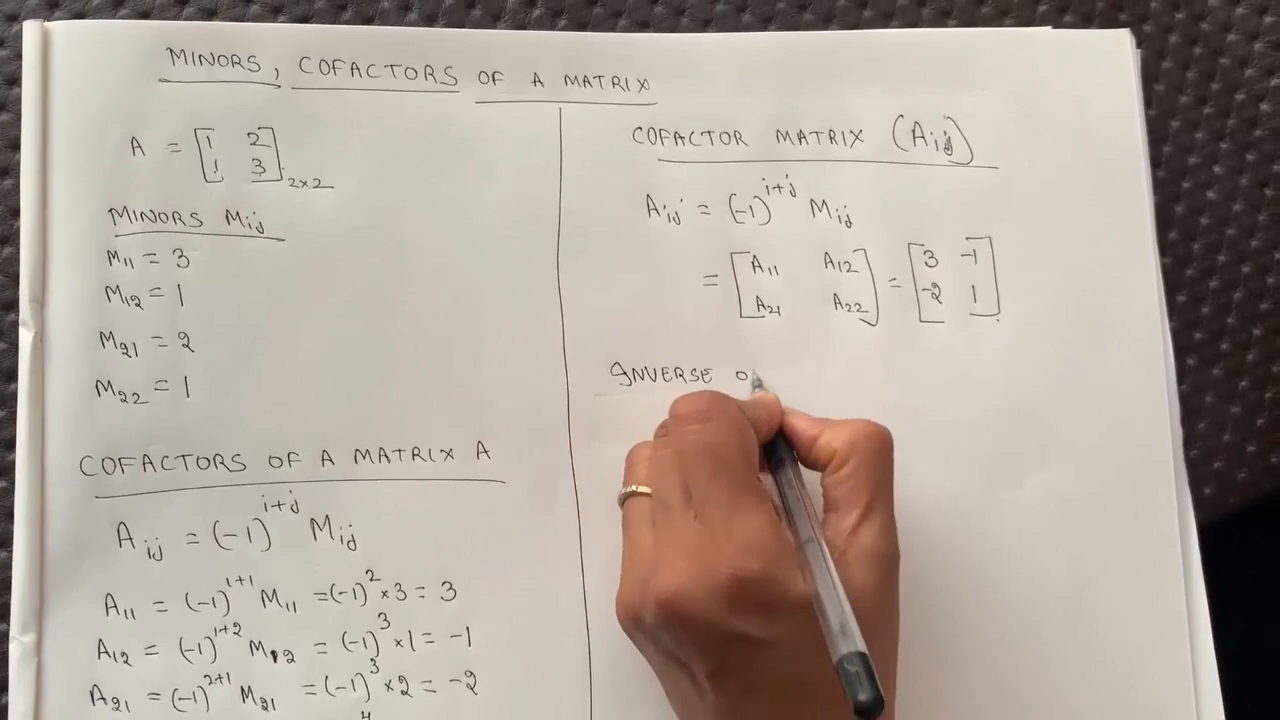 MINORS, COFACTORS OF A MATRIX
A = [1 2
1 3]2×2
MINORS Mij
M11 = 3
M12 = 1
M21 = 2
M22 = 1
COFACTORS OF A MATRIX A
Aij = (-1)^i+j Mij
A11 = (-1)^1+1 M11 = (-1)^2 × 3 = 3
A12 = (-1)^1+2 M12 = (-1)^3 × 1 = -1
A21 = (-1)^2+1 M21 = (-1)^3 × 2 = -2
4
COFACTOR MATRIX (Aij)
Aij = (-1)^i+j Mij
= [A11 A12
A21 A22] = [3 -1
-2 1]
INVERSE O